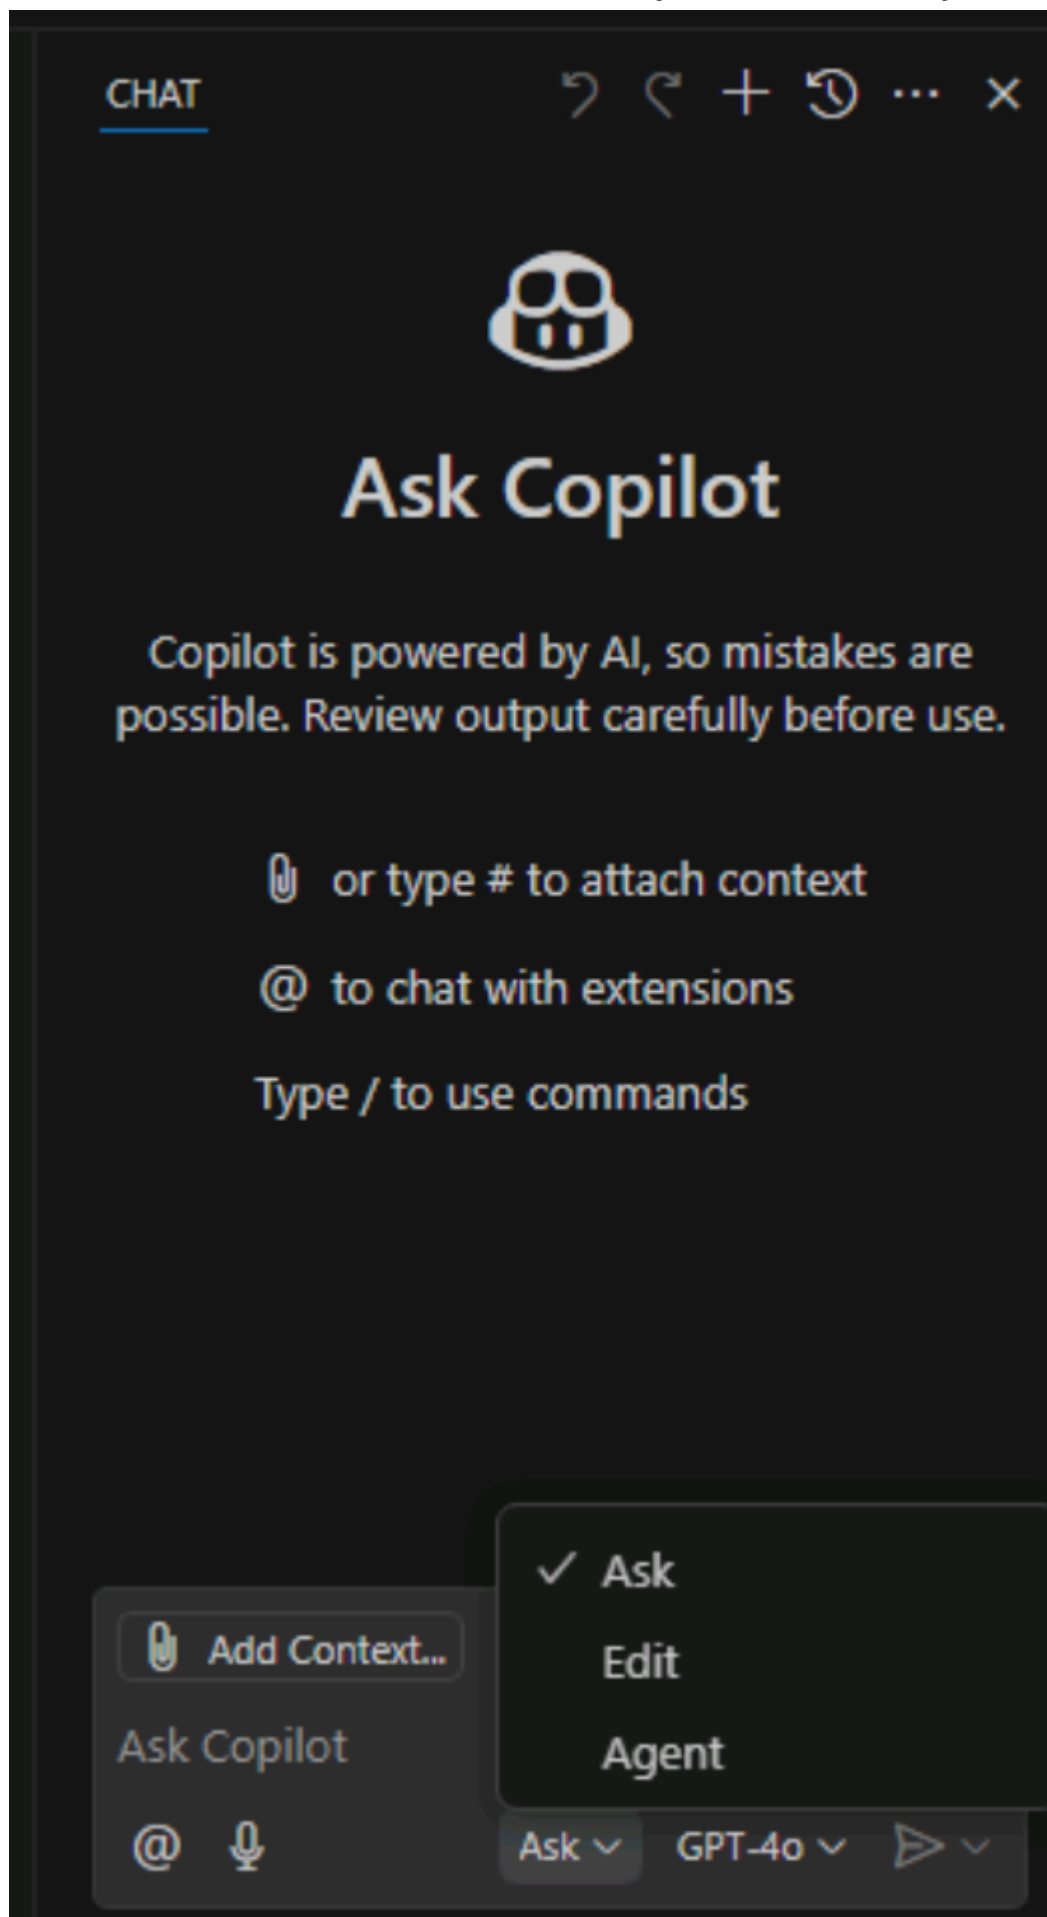 CHAT
Ask Copilot
Copilot is powered by AI, so mistakes are
possible. Review output carefully before use.
or type # to attach context
@ to chat with extensions
Type / to use commands
Ask
Edit
Agent
Add Context...
Ask Copilot
@
Ask GPT-4o